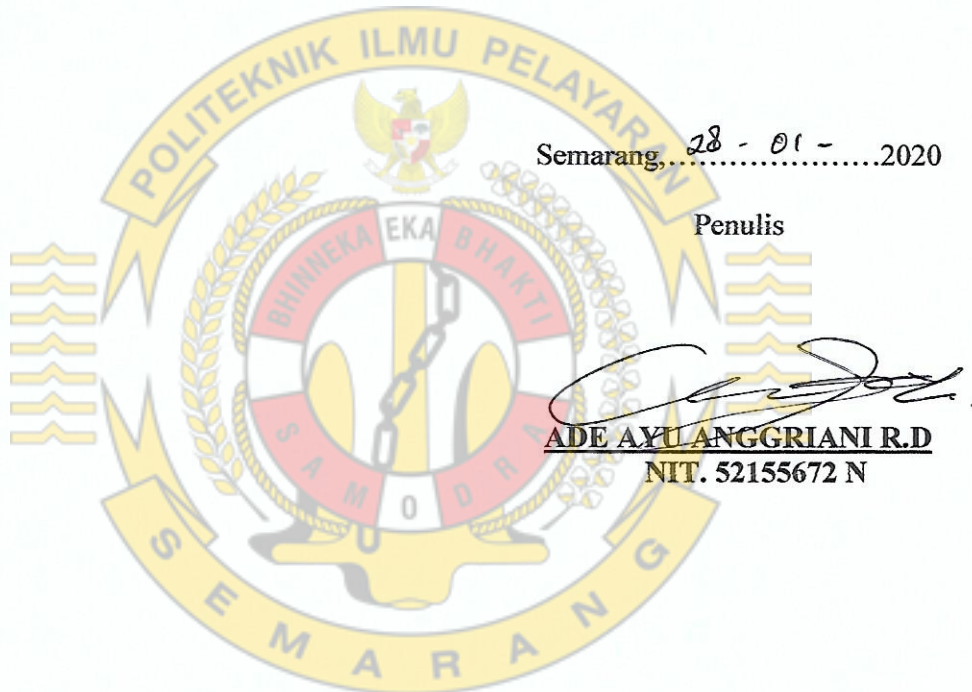 POLITEKNIK ILMU PELAYARAN
Semarang,....28 - 01 -....2020
Penulis
BHINNEKA EKA BHAKTI
SAMODRA
ADE AYU ANGGRIANI R.D
NIT. 52155672 N
SEMARANG